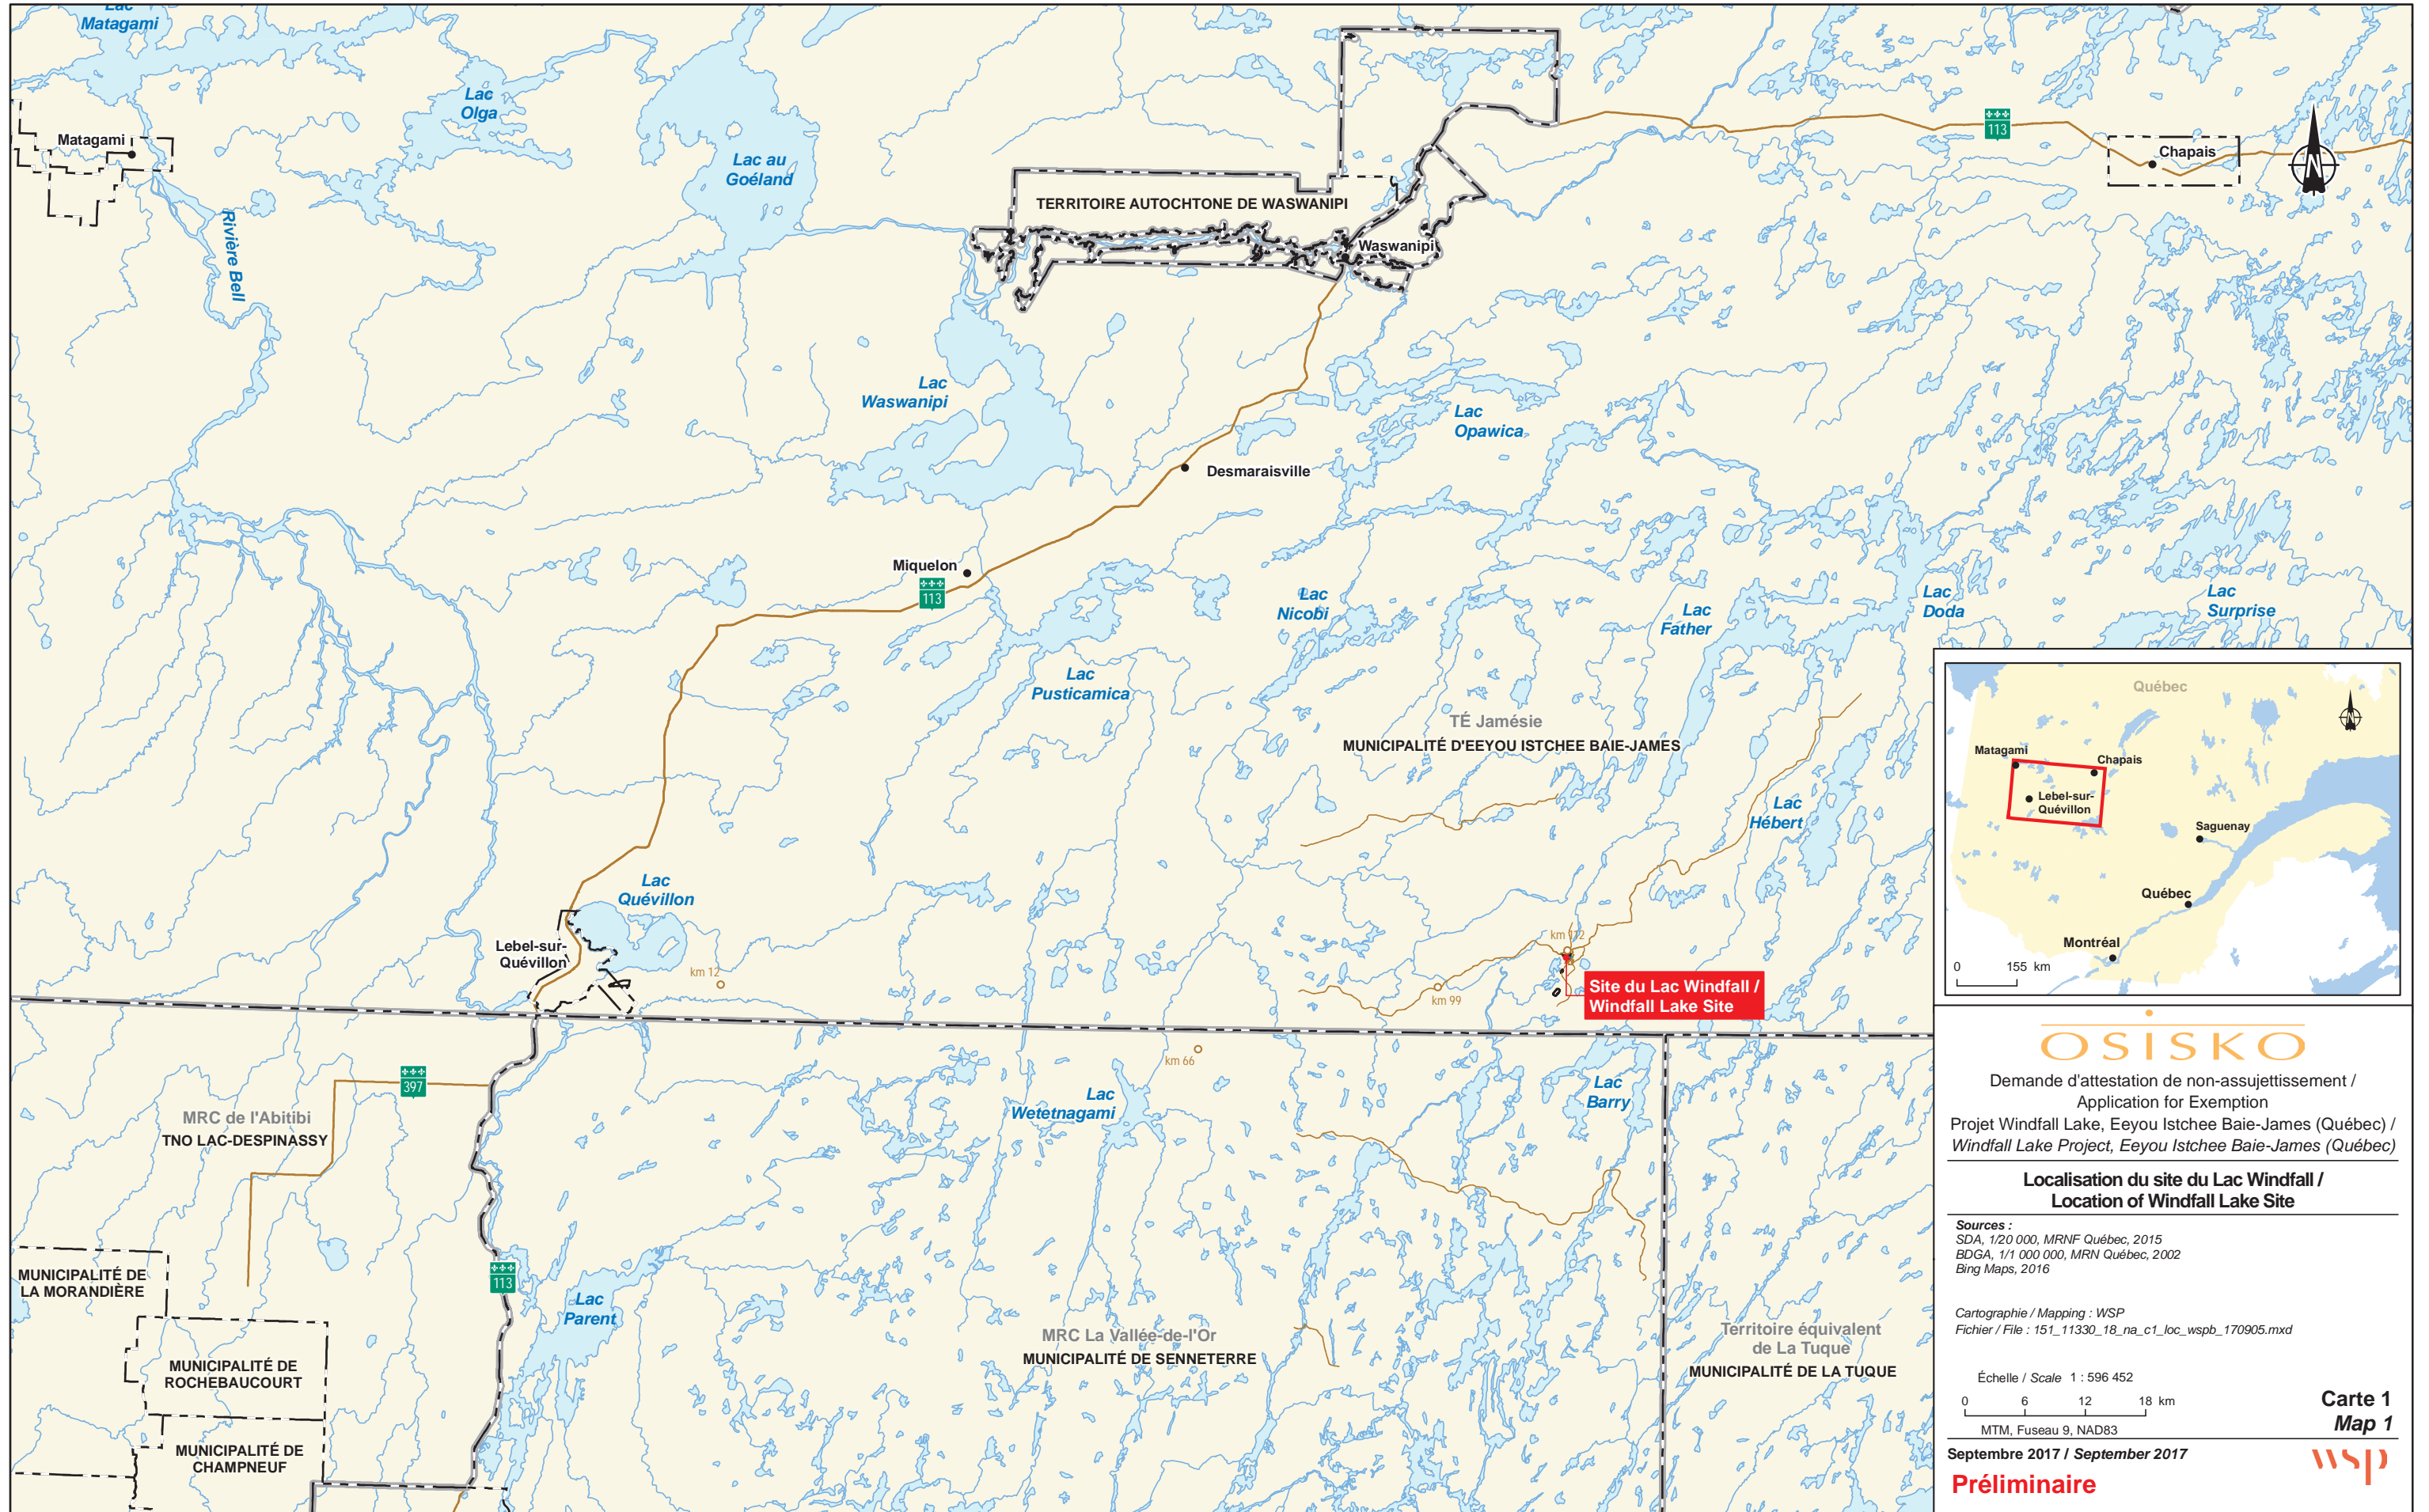 Lac
Matagami
Matagami
Lac
Olga
Rivière Bell
Lac au
Goéland
TERRITOIRE AUTOCHTONE DE WASWANIPI
Waswanipi
113
Chapais
N
Lac
Waswanipi
Lac
Opawica
Desmaraisville
Miquelon
113
Lac
Pusticamica
Lac
Nicobi
Lac
Father
Lac
Doda
Lac
Surprise
TÉ Jamésie
MUNICIPALITÉ D'EEYOU ISTCHEE BAIE-JAMES
Lac
Hébert
Lac
Quévillon
Lebel-sur-
Quévillon
km 12
km 112
km 99
Site du Lac Windfall /
Windfall Lake Site
km 66
397
MRC de l'Abitibi
TNO LAC-DESPINASSY
Lac
Wetetnagami
Lac
Barry
MUNICIPALITÉ DE
LA MORANDIÈRE
113
Lac
Parent
MRC La Vallée-de-l'Or
MUNICIPALITÉ DE SENNETERRE
Territoire équivalent
de La Tuque
MUNICIPALITÉ DE LA TUQUE
MUNICIPALITÉ DE
ROCHEBAUCOURT
MUNICIPALITÉ DE
CHAMPNEUF
Québec
N
Matagami
Chapais
Lebel-sur-
Quévillon
Saguenay
Québec
Montréal
0 155 km
OSISKO
Demande d'attestation de non-assujettissement /
Application for Exemption
Projet Windfall Lake, Eeyou Istchee Baie-James (Québec) /
Windfall Lake Project, Eeyou Istchee Baie-James (Québec)
Localisation du site du Lac Windfall /
Location of Windfall Lake Site
Sources :
SDA, 1/20 000, MRNF Québec, 2015
BDGA, 1/1 000 000, MRN Québec, 2002
Bing Maps, 2016
Cartographie / Mapping : WSP
Fichier / File : 151_11330_18_na_c1_loc_wspb_170905.mxd
Échelle / Scale 1 : 596 452
0 6 12 18 km
MTM, Fuseau 9, NAD83
Carte 1
Map 1
Septembre 2017 / September 2017
Préliminaire
wsp